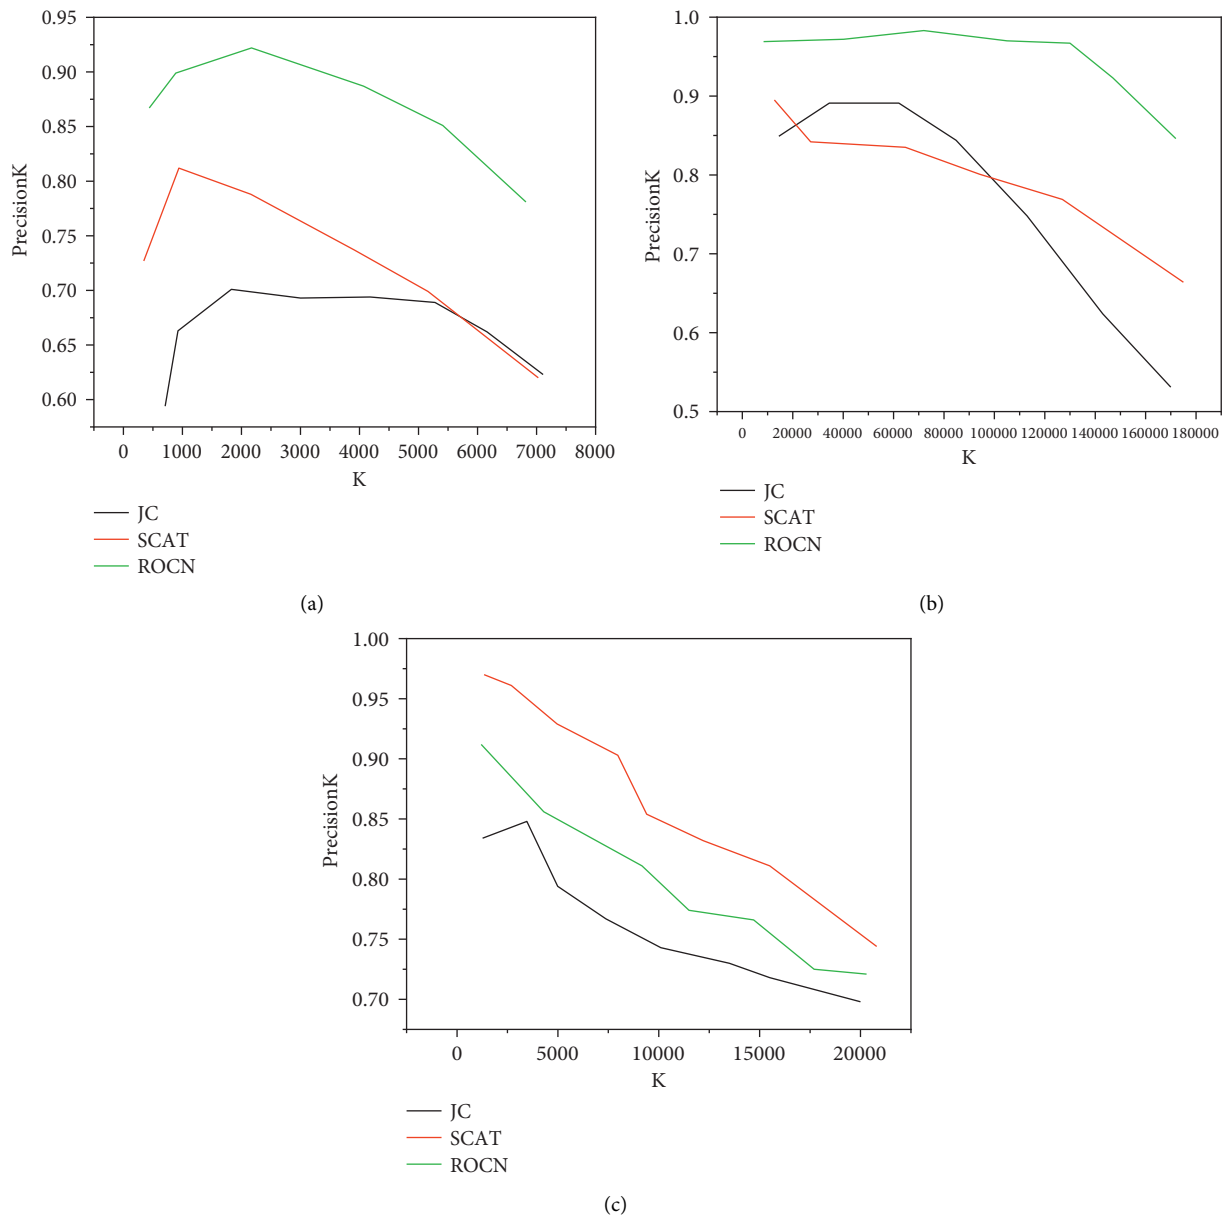 0.95
0.90
0.85
0.80
0.75
0.70
0.65
0.60
PrecisionK
0 1000 2000 3000 4000 5000 6000 7000 8000
K
JC
SCAT
ROCN
(a)
1.0
0.9
0.8
0.7
0.6
0.5
PrecisionK
0 20000 40000 60000 80000 100000 120000 140000 160000 180000
K
JC
SCAT
ROCN
(b)
1.00
0.95
0.90
0.85
0.80
0.75
0.70
PrecisionK
0 5000 10000 15000 20000
K
JC
SCAT
ROCN
(c)